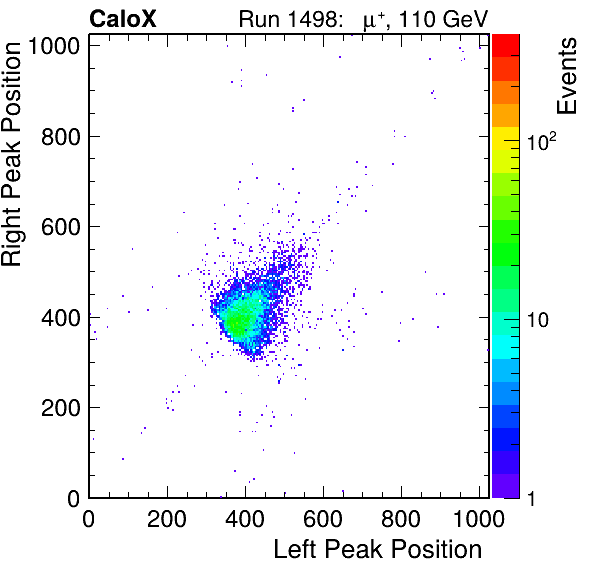 CaloX Run 1498: μ⁺, 110 GeV
Events
Right Peak Position
1000
800
600
400
200
0
0 200 400 600 800 1000
Left Peak Position
10²
10
1